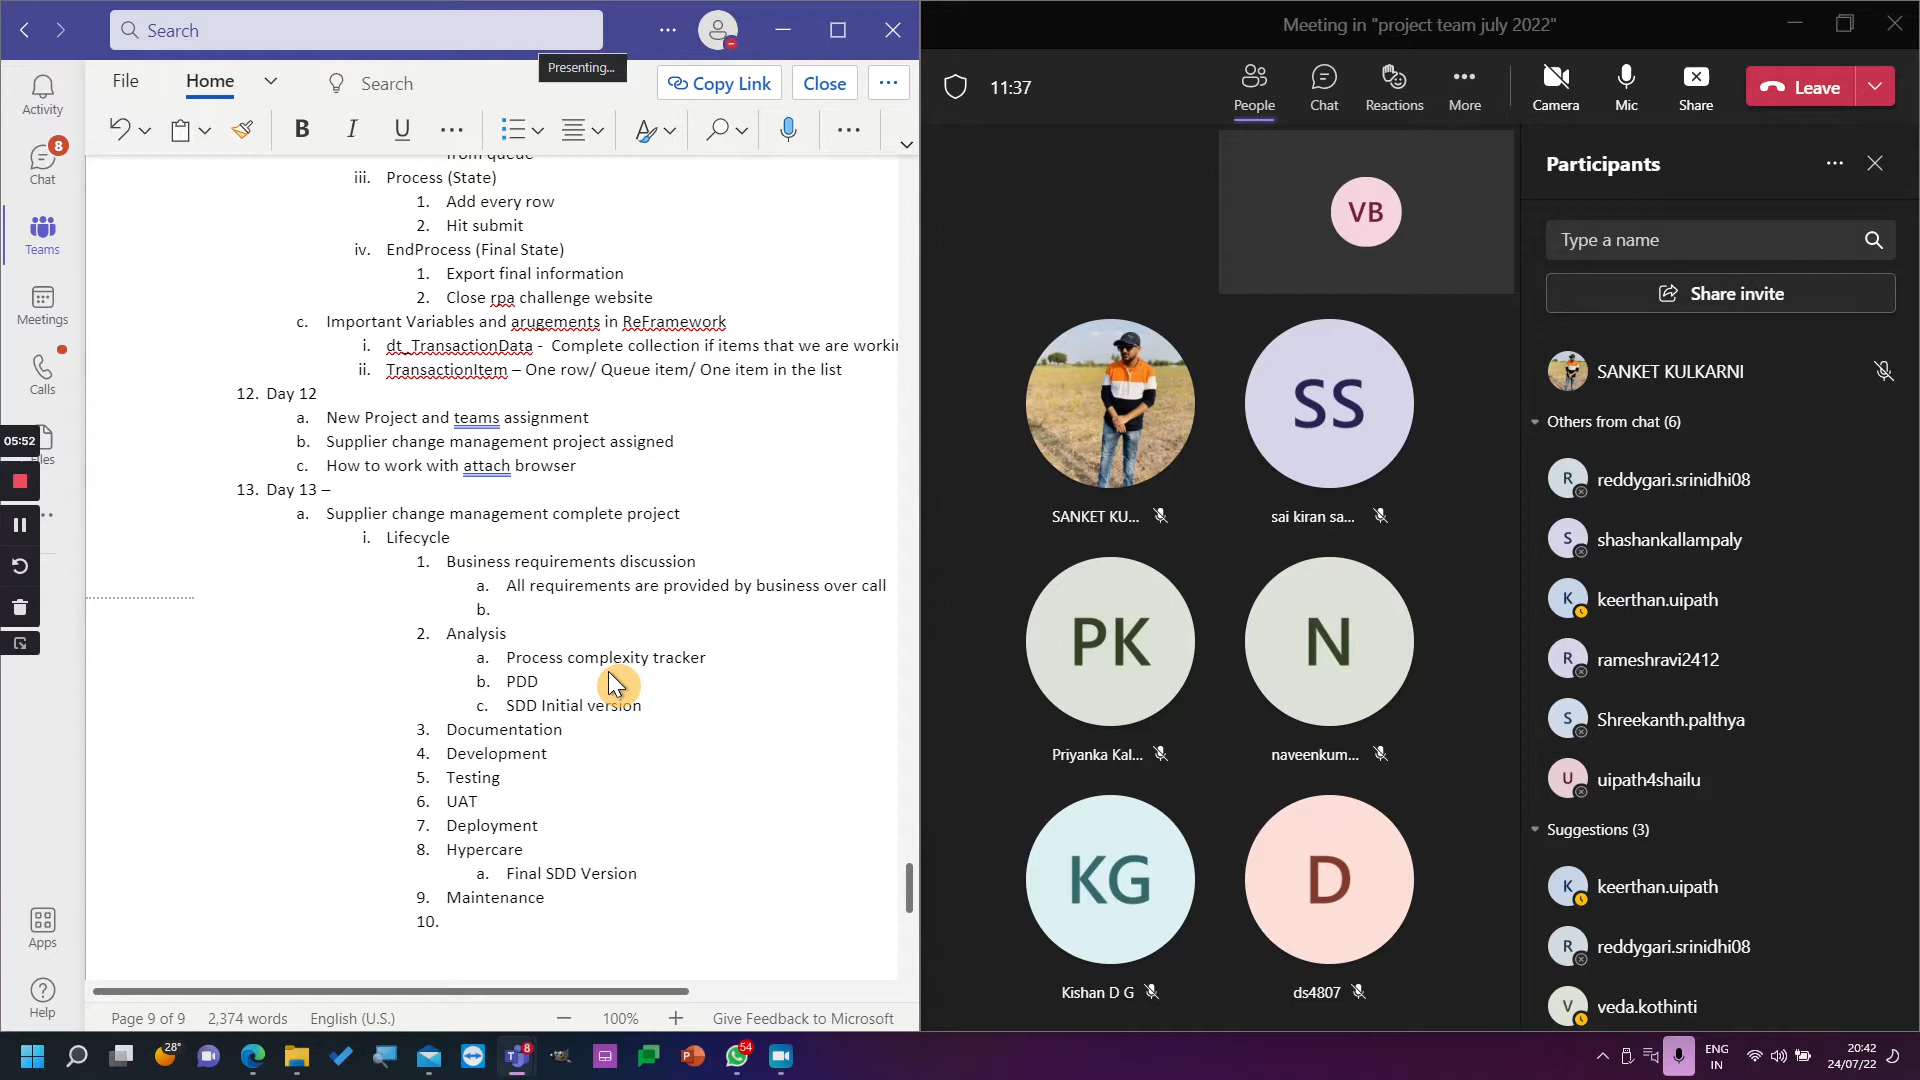 Search
Presenting...
File
Home
Search
Copy Link
Close
B I U
from queue
iii. Process (State)
1. Add every row
2. Hit submit
iv. EndProcess (Final State)
1. Export final information
2. Close rpa challenge website
c. Important Variables and arugements in ReFramework
i. dt_TransactionData - Complete collection if items that we are workin
ii. TransactionItem – One row/ Queue item/ One item in the list
12. Day 12
a. New Project and teams assignment
b. Supplier change management project assigned
c. How to work with attach browser
13. Day 13 –
a. Supplier change management complete project
i. Lifecycle
1. Business requirements discussion
a. All requirements are provided by business over call
b.
2. Analysis
a. Process complexity tracker
b. PDD
c. SDD Initial version
3. Documentation
4. Development
5. Testing
6. UAT
7. Deployment
8. Hypercare
a. Final SDD Version
9. Maintenance
10.
Page 9 of 9
2,374 words
English (U.S.)
100%
Give Feedback to Microsoft
Activity
8
Chat
Teams
Meetings
Calls
05:52
Apps
Help
Meeting in "project team july 2022"
11:37
People
Chat
Reactions
More
Camera
Mic
Share
Leave
VB
SANKET KU...
SS
sai kiran sa...
PK
Priyanka Kal...
N
naveenkum...
KG
Kishan D G
D
ds4807
Participants
Type a name
Share invite
SANKET KULKARNI
Others from chat (6)
R reddygari.srinidhi08
S shashankallampaly
K keerthan.uipath
R rameshravi2412
S Shreekanth.palthya
U uipath4shailu
Suggestions (3)
K keerthan.uipath
R reddygari.srinidhi08
V veda.kothinti
28°
8
54
ENG
IN
20:42
24/07/22